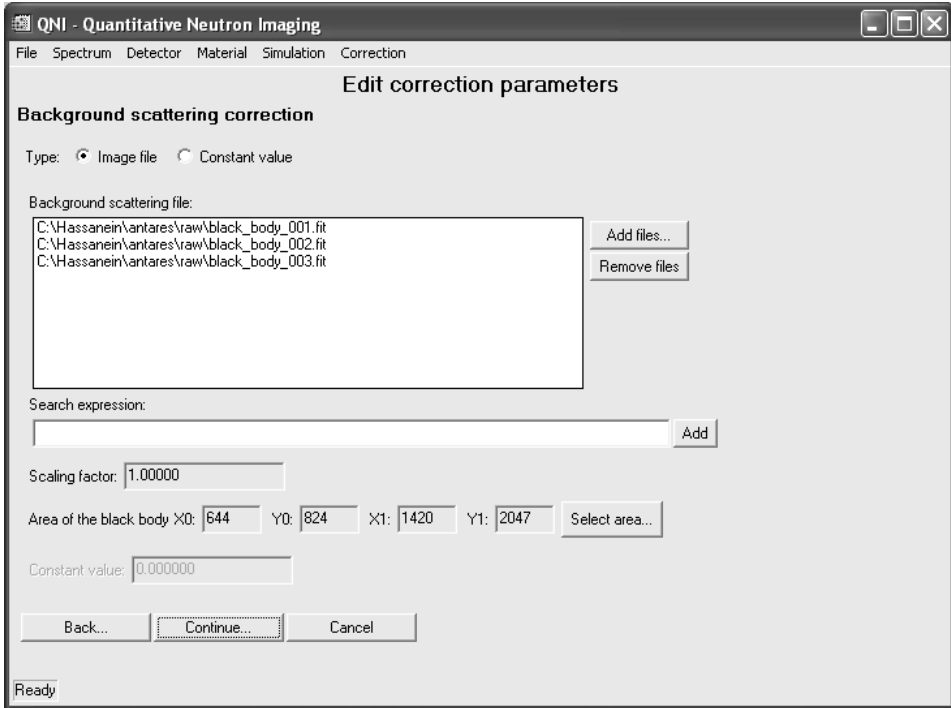 QNI - Quantitative Neutron Imaging
File Spectrum Detector Material Simulation Correction
Edit correction parameters
Background scattering correction
Type: Image file Constant value
Background scattering file:
C:\Hassanein\antares\raw\black_body_001.fit
C:\Hassanein\antares\raw\black_body_002.fit
C:\Hassanein\antares\raw\black_body_003.fit
Add files...
Remove files
Search expression:
Add
Scaling factor: 1.00000
Area of the black body X0: 644 Y0: 824 X1: 1420 Y1: 2047 Select area...
Constant value: 0.000000
Back... Continue... Cancel
Ready